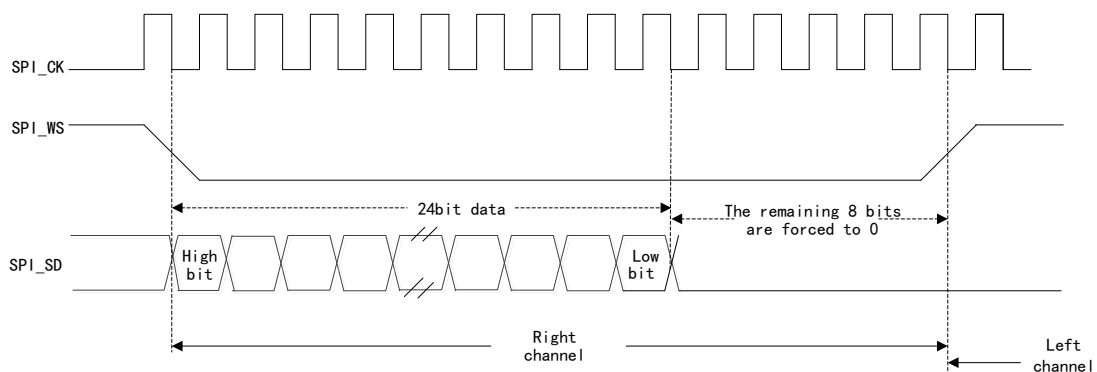 SPI_CK
SPI_WS
24bit data
The remaining 8 bits
are forced to 0
SPI_SD
High
bit
Low
bit
Right
channel
Left
channel